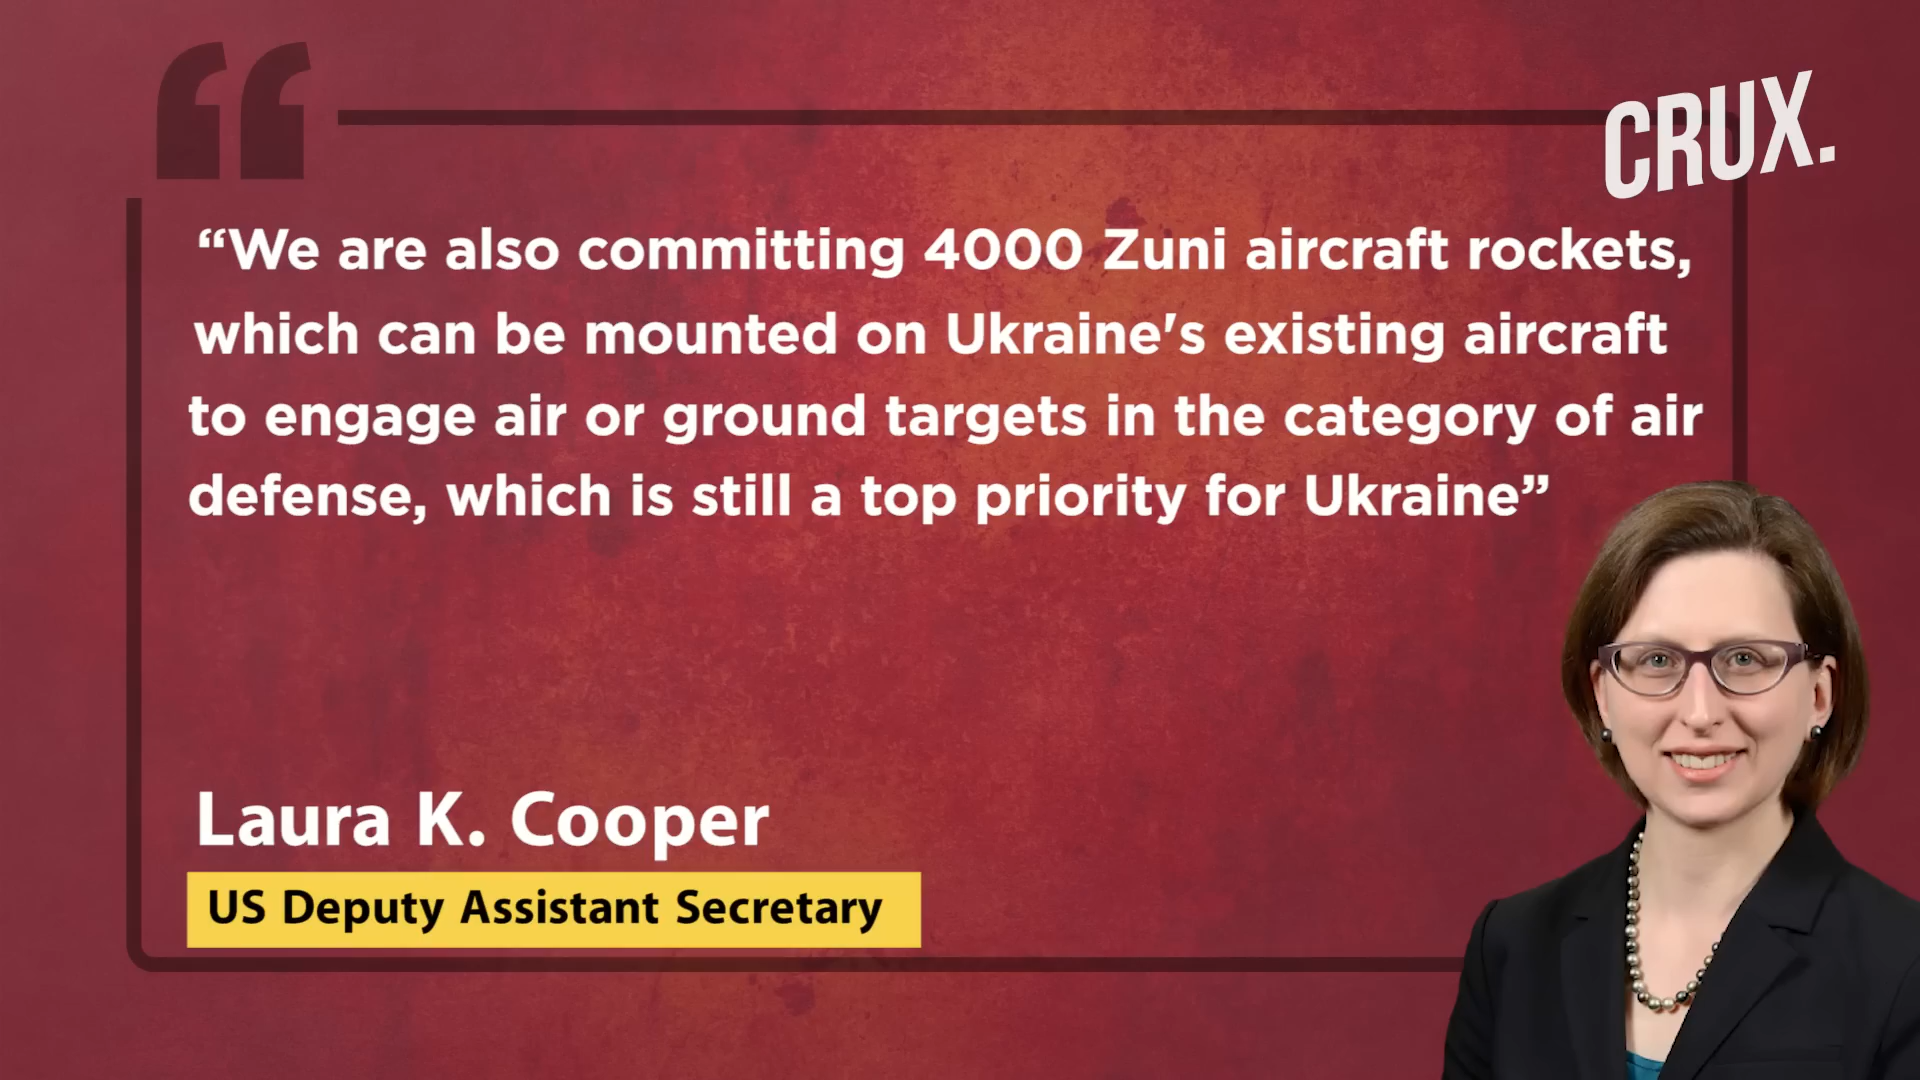 CRUX.
“We are also committing 4000 Zuni aircraft rockets,
which can be mounted on Ukraine's existing aircraft
to engage air or ground targets in the category of air
defense, which is still a top priority for Ukraine”
Laura K. Cooper
US Deputy Assistant Secretary